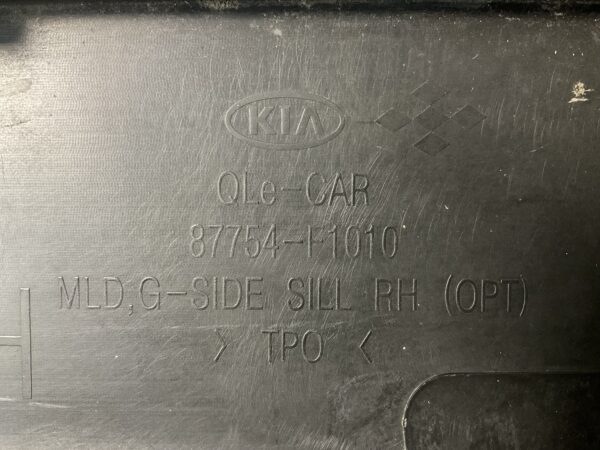 KIA
QLe-CAR
87754-F1010
MLD,G-SIDE SILL RH (OPT)
> TPO <